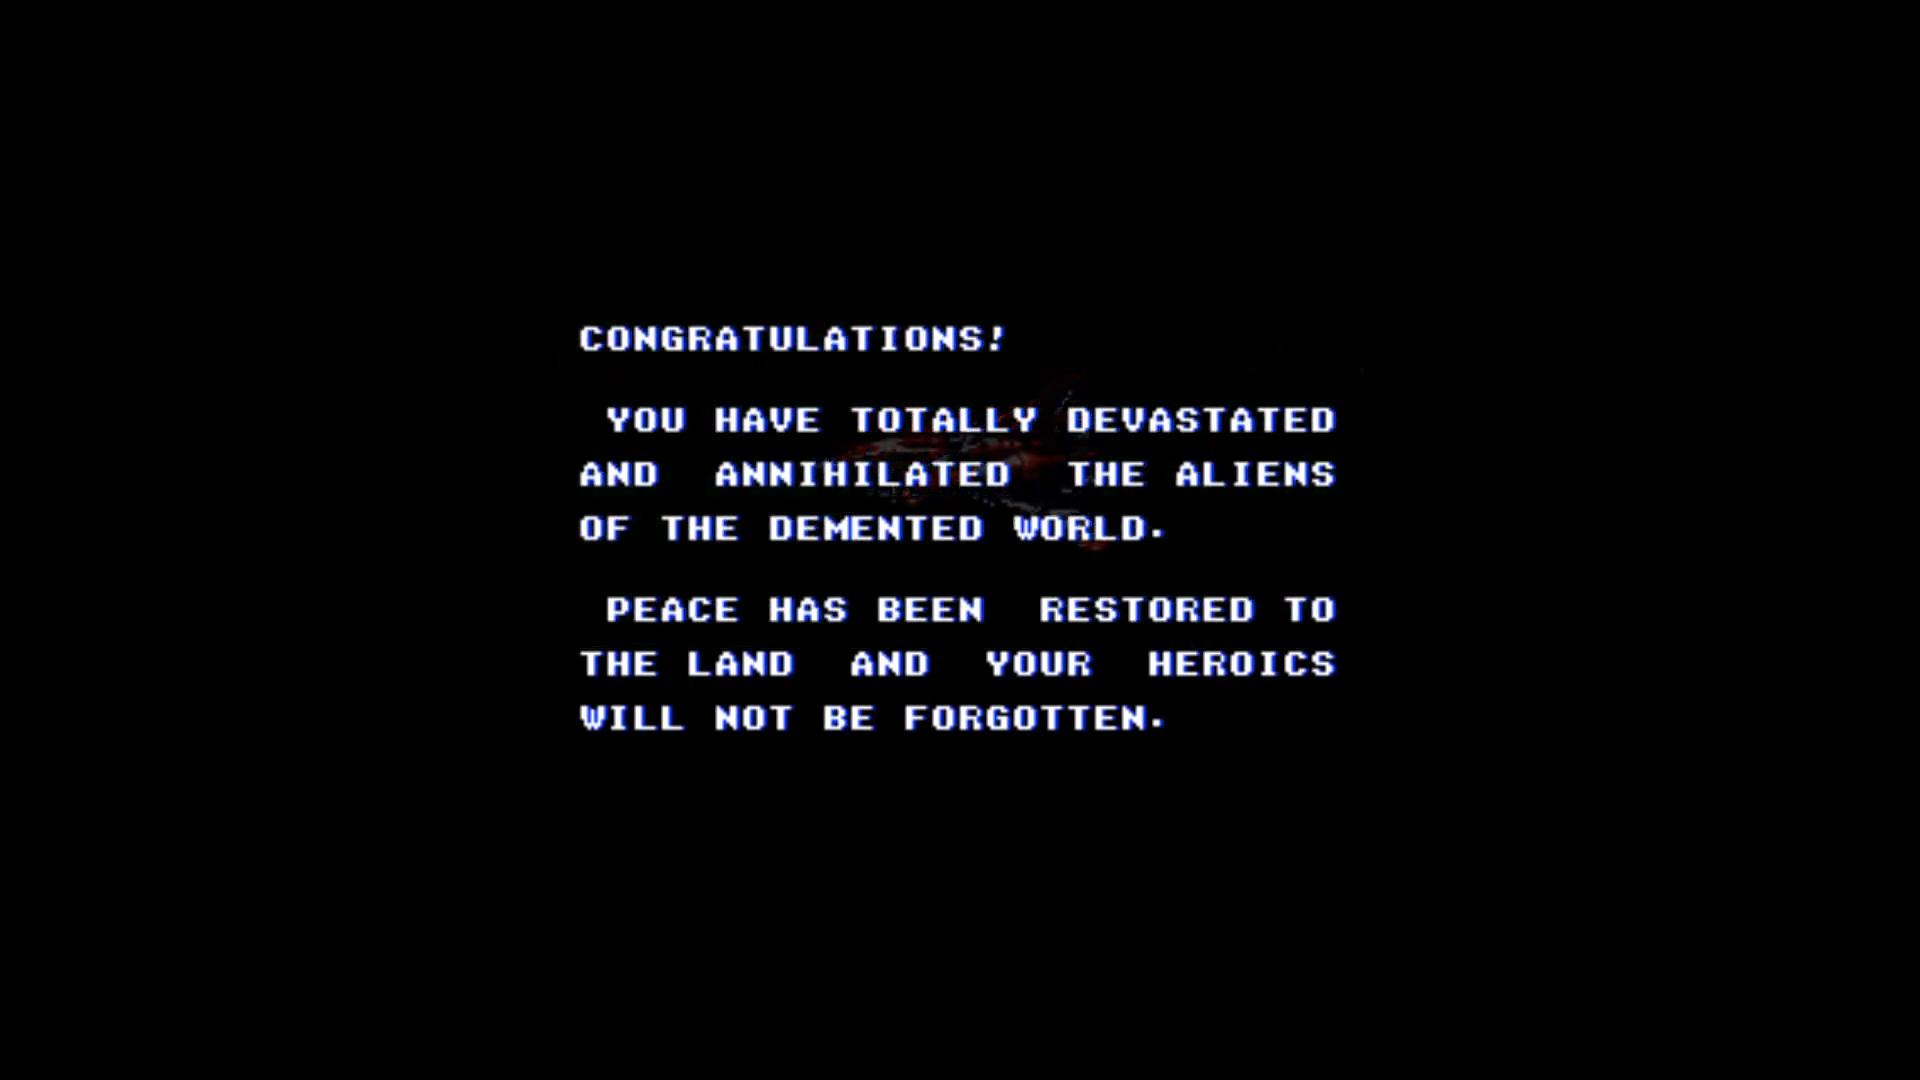 CONGRATULATIONS!
YOU HAVE TOTALLY DEVASTATED
AND ANNIHILATED THE ALIENS
OF THE DEMENTED WORLD.
PEACE HAS BEEN RESTORED TO
THE LAND AND YOUR HEROICS
WILL NOT BE FORGOTTEN.